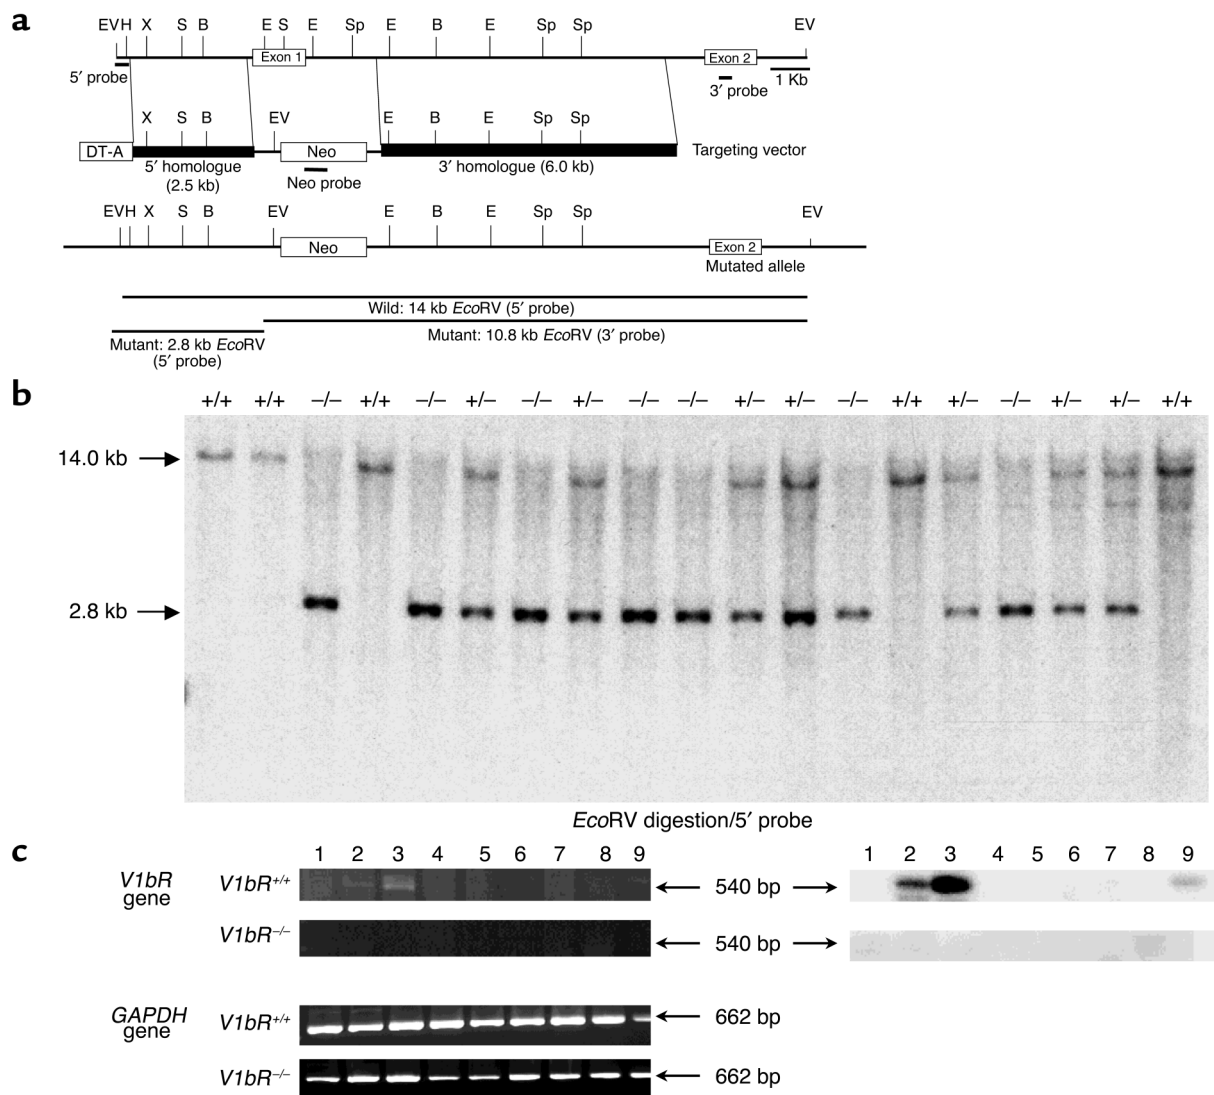 a
EV H X S B E S E Sp E B E Sp Sp EV
Exon 1 Exon 2
5′ probe 3′ probe 1 Kb
X S B EV E B E Sp Sp
DT-A Neo Targeting vector
5′ homologue
(2.5 kb)
Neo probe
3′ homologue (6.0 kb)
EV H X S B EV E B E Sp Sp EV
Neo Exon 2
Mutated allele
Wild: 14 kb EcoRV (5′ probe)
Mutant: 10.8 kb EcoRV (3′ probe)
Mutant: 2.8 kb EcoRV
(5′ probe)
b
+/+ +/+ –/– +/+ –/– +/– –/– +/– –/– –/– +/– +/– –/– +/+ +/– –/– +/– +/– +/+
14.0 kb
2.8 kb
EcoRV digestion/5′ probe
c
1 2 3 4 5 6 7 8 9 1 2 3 4 5 6 7 8 9
V1bR
gene
V1bR+/+ 540 bp
V1bR–/– 540 bp
GAPDH
gene
V1bR+/+ 662 bp
V1bR–/– 662 bp